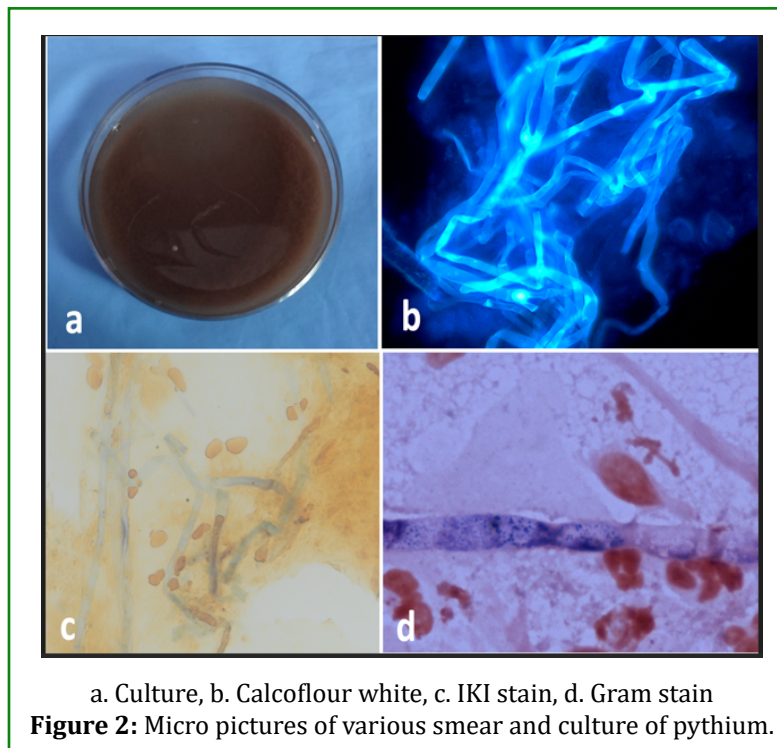 a
b
c
d
a. Culture, b. Calcoflour white, c. IKI stain, d. Gram stain
Figure 2: Micro pictures of various smear and culture of pythium.